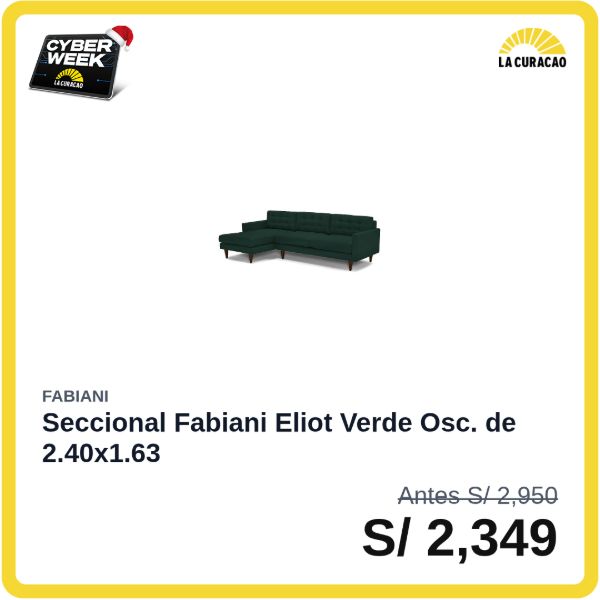 CYBER
WEEK
LA CURACAO
LA CURACAO
FABIANI
Seccional Fabiani Eliot Verde Osc. de
2.40x1.63
Antes S/ 2,950
S/ 2,349